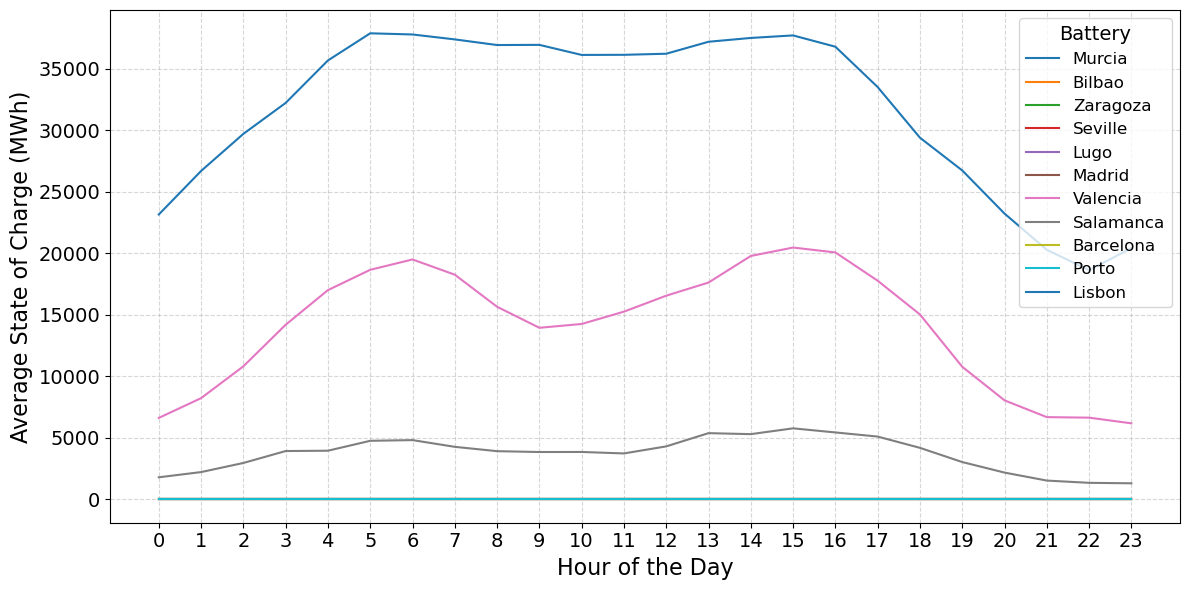 Average State of Charge (MWh)
35000
30000
25000
20000
15000
10000
5000
0
0 1 2 3 4 5 6 7 8 9 10 11 12 13 14 15 16 17 18 19 20 21 22 23
Hour of the Day
Battery
Murcia
Bilbao
Zaragoza
Seville
Lugo
Madrid
Valencia
Salamanca
Barcelona
Porto
Lisbon